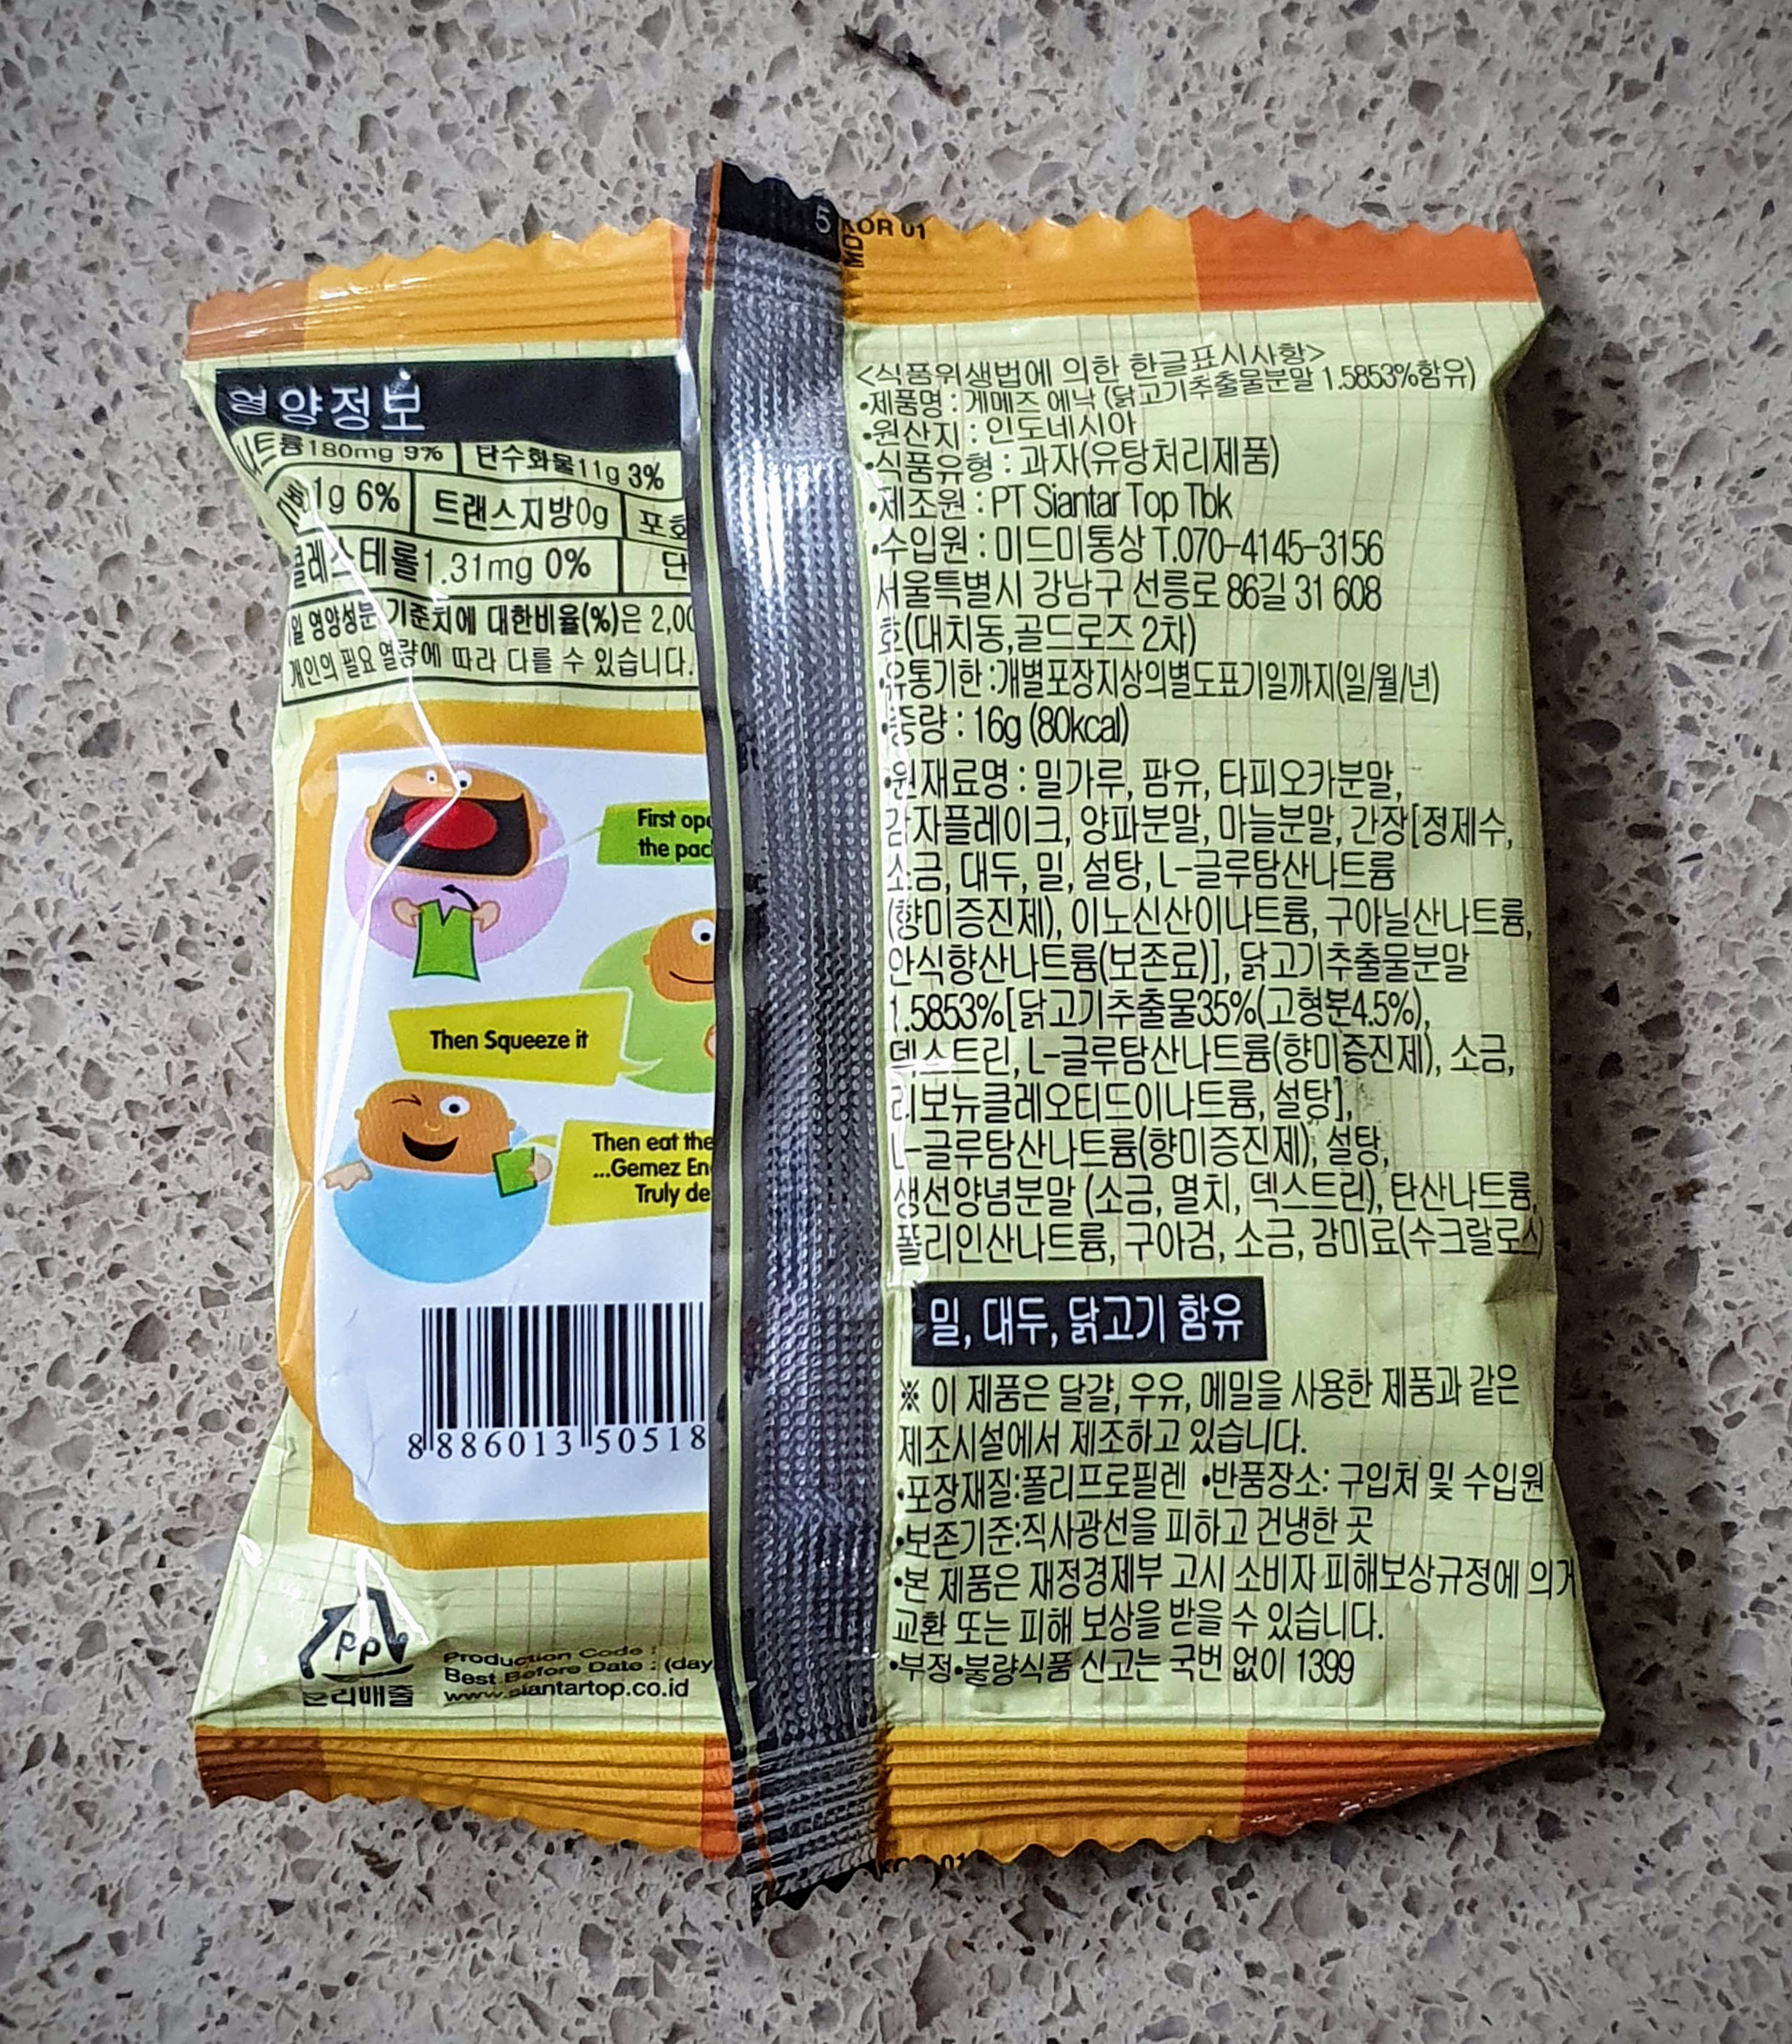 5
KOR 01
영양정보
나트륨180mg 9%
탄수화물11g 3%
1g 6%
트랜스지방0g
포화
콜레스테롤1.31mg 0%
단
1일 영양성분 기준치에 대한비율(%)은 2,00
개인의 필요 열량에 따라 다를 수 있습니다.
First ope
the pac
Then Squeeze it
Then eat the
...Gemez En
Truly de
8 886013 50518
PP
분리배출
Production Code :
Best Before Date : (day
www.siantartop.co.id
<식품위생법에 의한 한글표시사항>
•제품명 : 게메즈 에낙 (닭고기추출물분말 1.5853%함유)
•원산지 : 인도네시아
•식품유형 : 과자(유탕처리제품)
•제조원 : PT Siantar Top Tbk
•수입원 : 미드미통상 T.070-4145-3156
서울특별시 강남구 선릉로 86길 31 608
호(대치동,골드로즈 2차)
•유통기한 :개별포장지상의별도표기일까지(일/월/년)
•중량 : 16g (80kcal)
•원재료명 : 밀가루, 팜유, 타피오카분말,
감자플레이크, 양파분말, 마늘분말, 간장[정제수,
소금, 대두, 밀, 설탕, L-글루탐산나트륨
(향미증진제), 이노신산이나트륨, 구아닐산나트륨,
안식향산나트륨(보존료)], 닭고기추출물분말
1.5853%[닭고기추출물35%(고형분4.5%),
덱스트린, L-글루탐산나트륨(향미증진제), 소금,
리보뉴클레오티드이나트륨, 설탕],
L-글루탐산나트륨(향미증진제), 설탕,
생선양념분말 (소금, 멸치, 덱스트린), 탄산나트륨,
폴리인산나트륨, 구아검, 소금, 감미료(수크랄로스)
밀, 대두, 닭고기 함유
※ 이 제품은 달걀, 우유, 메밀을 사용한 제품과 같은
제조시설에서 제조하고 있습니다.
•포장재질:폴리프로필렌 •반품장소: 구입처 및 수입원
•보존기준:직사광선을 피하고 건냉한 곳
•본 제품은 재정경제부 고시 소비자 피해보상규정에 의거
교환 또는 피해 보상을 받을 수 있습니다.
•부정•불량식품 신고는 국번 없이 1399